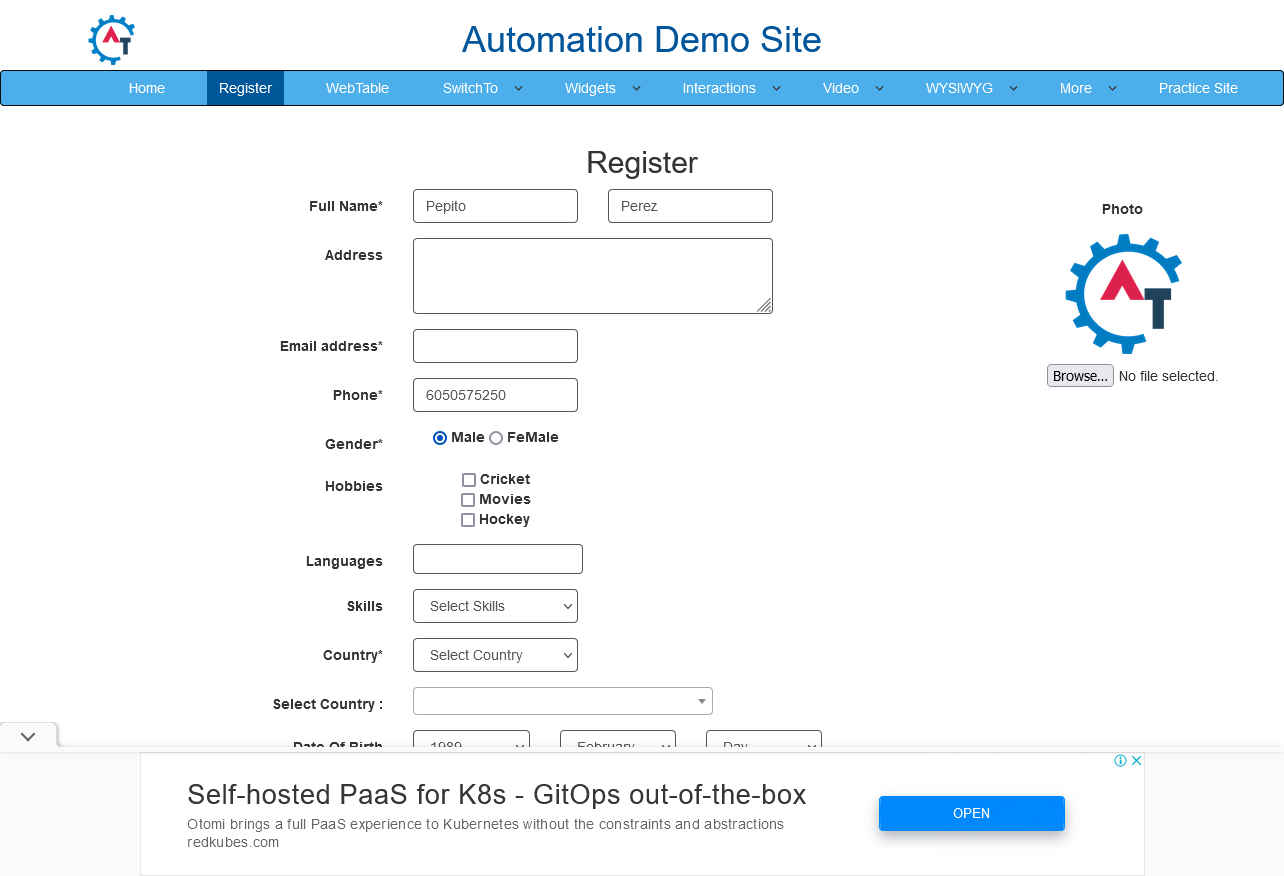 AT
Automation Demo Site
Home Register WebTable SwitchTo Widgets Interactions Video WYSIWYG More Practice Site
Register
Full Name* Pepito Perez
Photo
Address
AT
Email address*
Browse... No file selected.
Phone* 6050575250
Gender* Male FeMale
Hobbies Cricket
Movies
Hockey
Languages
Skills Select Skills
Country* Select Country
Select Country :
Date Of Birth 1989 February Day
Self-hosted PaaS for K8s - GitOps out-of-the-box
Otomi brings a full PaaS experience to Kubernetes without the constraints and abstractions
redkubes.com
OPEN